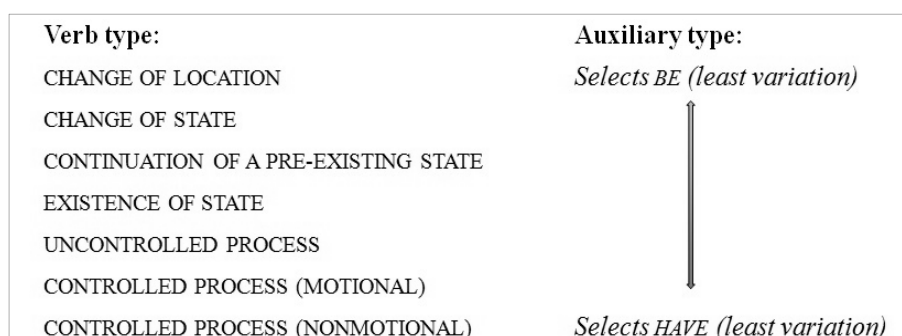 Verb type: Auxiliary type:
CHANGE OF LOCATION Selects BE (least variation)
CHANGE OF STATE
CONTINUATION OF A PRE-EXISTING STATE
EXISTENCE OF STATE
UNCONTROLLED PROCESS
CONTROLLED PROCESS (MOTIONAL)
CONTROLLED PROCESS (NONMOTIONAL) Selects HAVE (least variation)